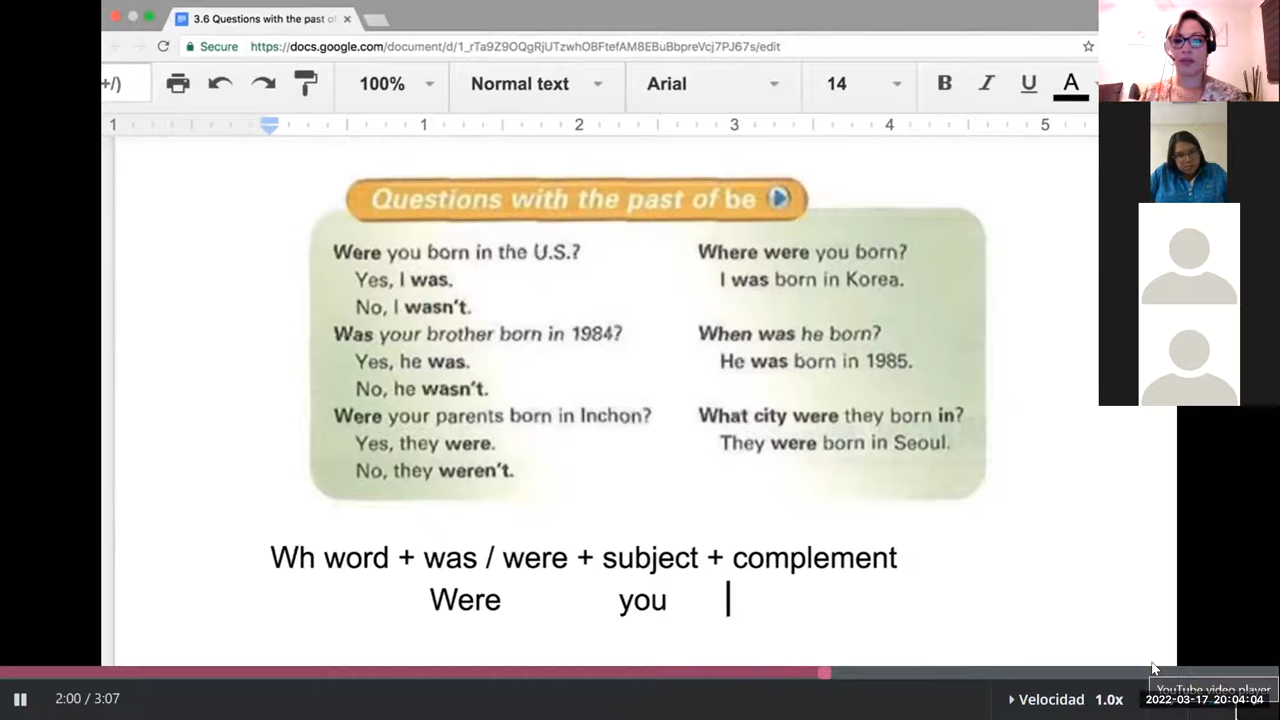 3.6 Questions with the past of
Secure https://docs.google.com/document/d/1_rTa9Z9OQgRjUTzwhOBFtefAM8EBuBbpreVcj7PJ67s/edit
+/) 100% Normal text Arial 14 B I U A
1 1 2 3 4 5
Questions with the past of be
Were you born in the U.S.?
Yes, I was.
No, I wasn't.
Was your brother born in 1984?
Yes, he was.
No, he wasn't.
Were your parents born in Inchon?
Yes, they were.
No, they weren't.
Where were you born?
I was born in Korea.
When was he born?
He was born in 1985.
What city were they born in?
They were born in Seoul.
Wh word + was / were + subject + complement
Were you
2:00 / 3:07
Velocidad 1.0x
YouTube video player
2022-03-17 20:04:04